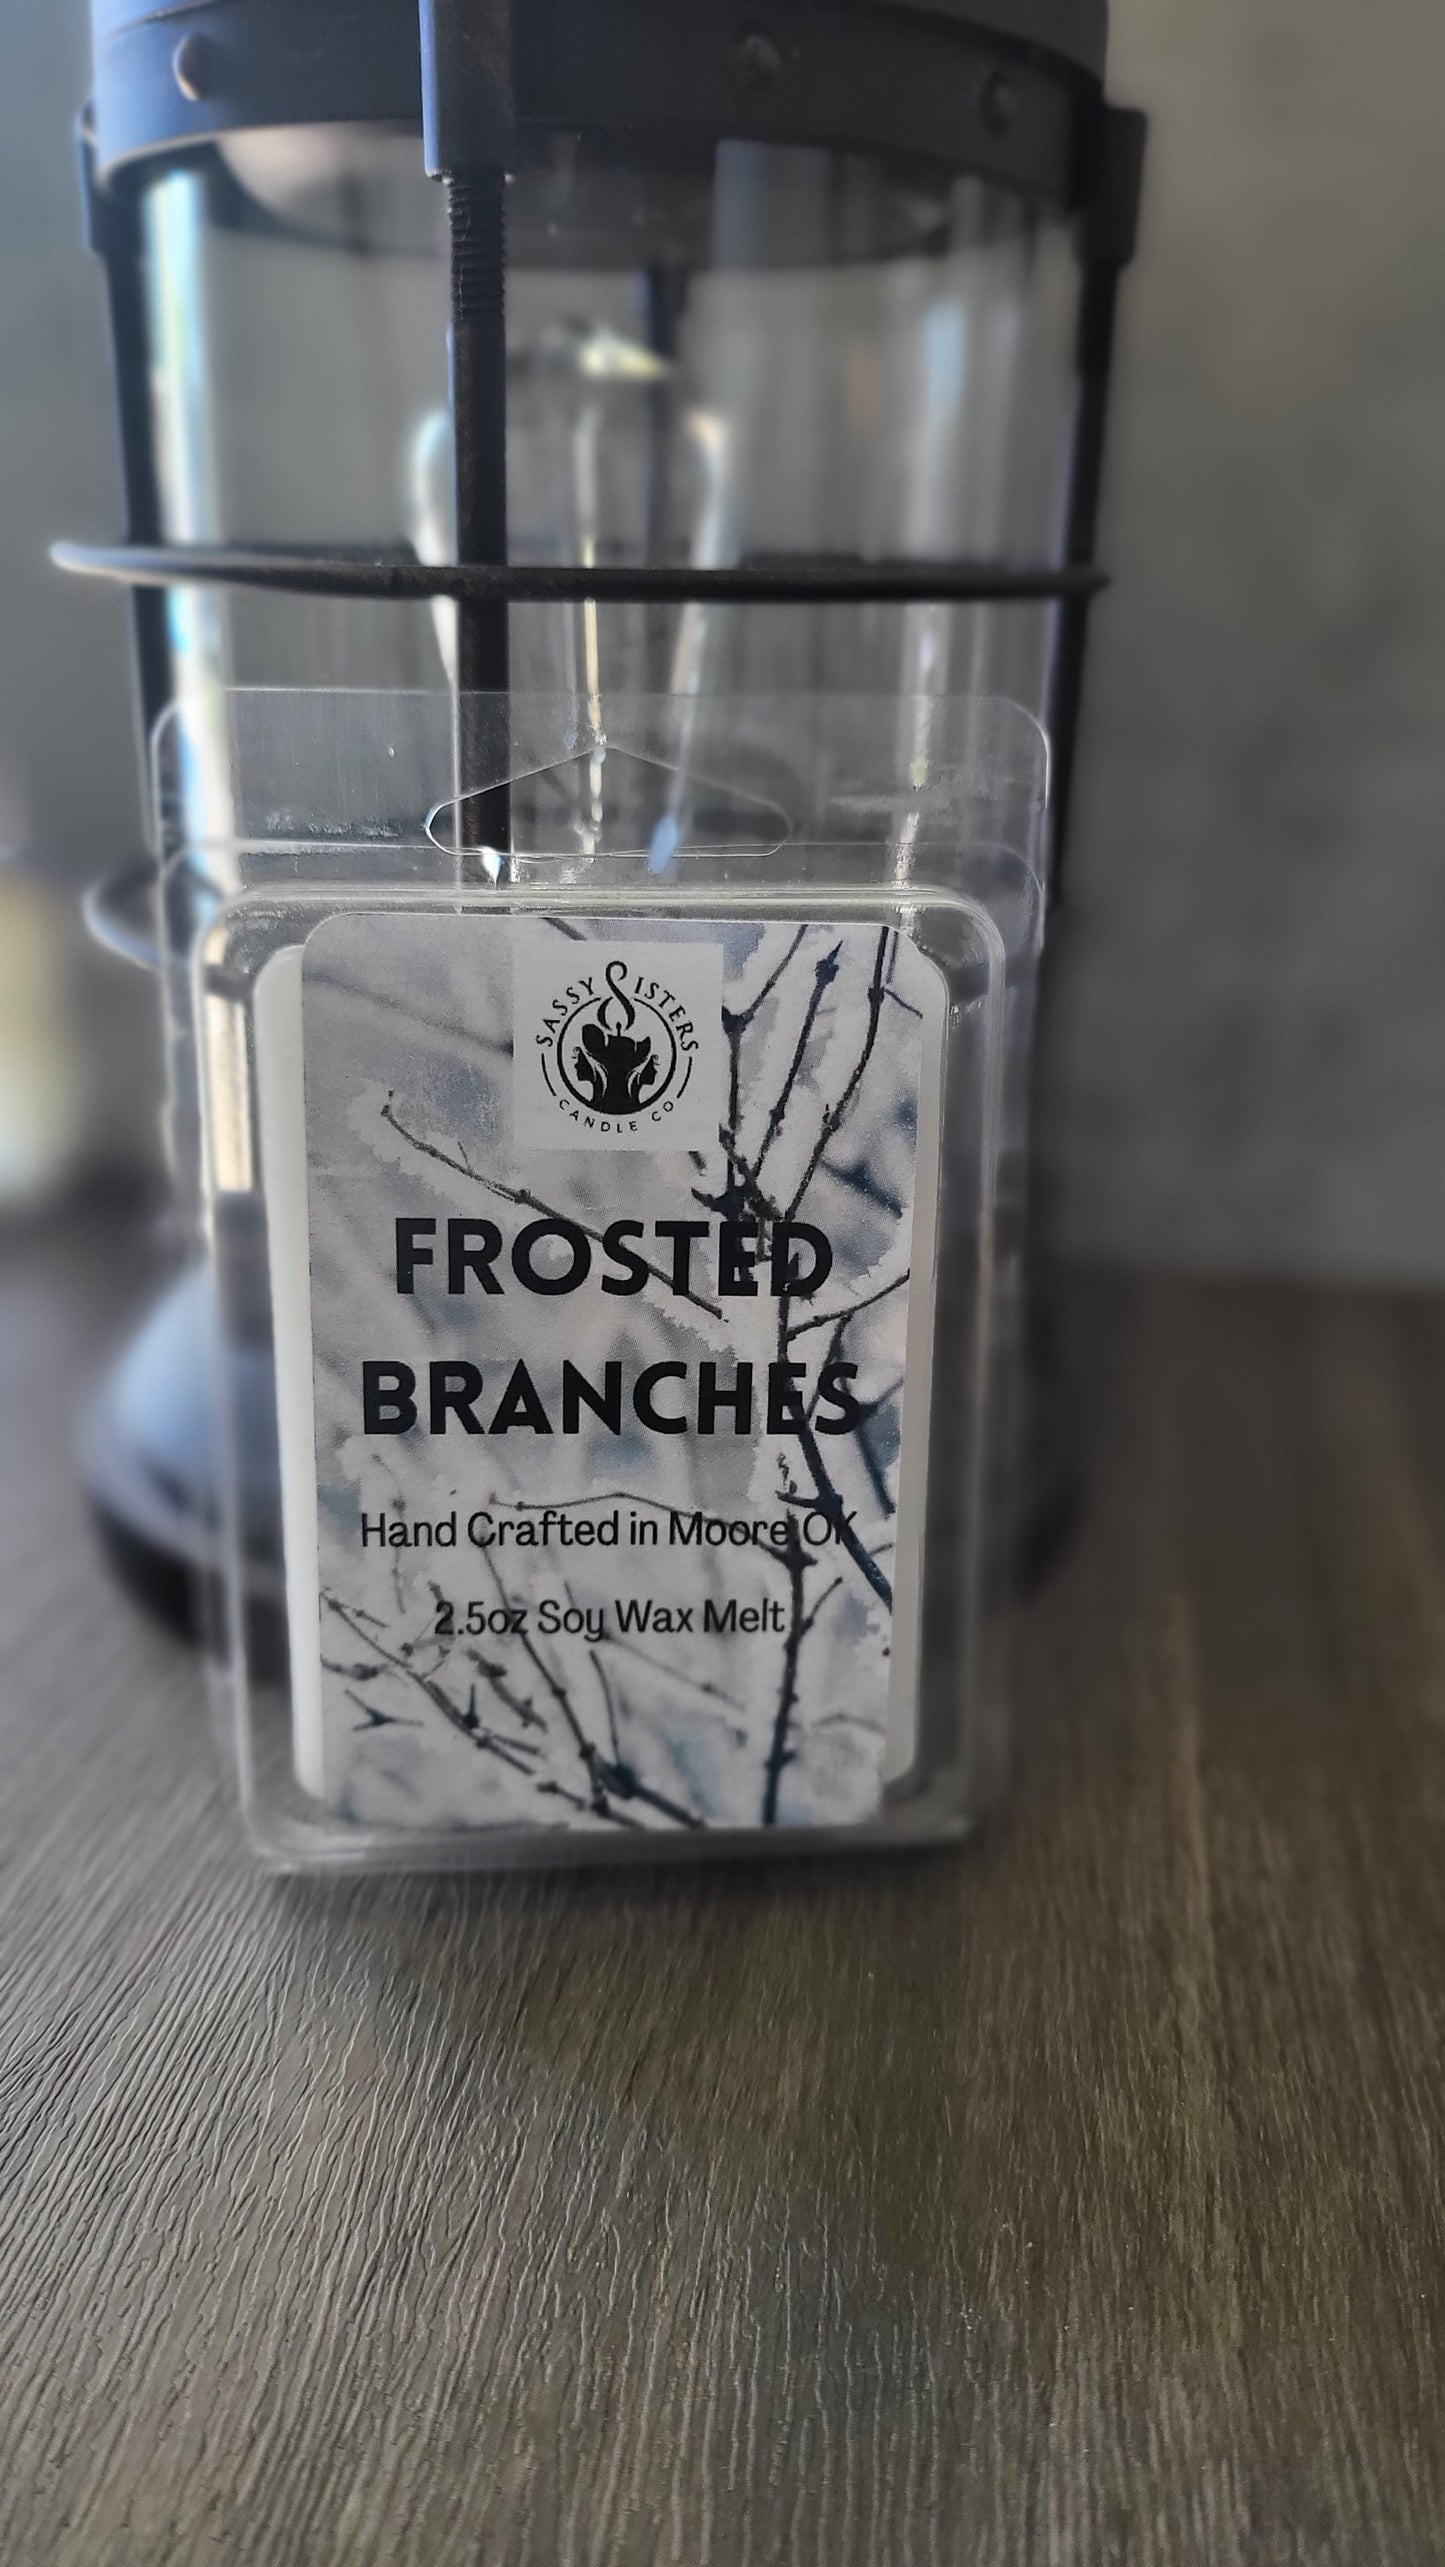 SASSY SISTERS
CANDLE CO
FROSTED
BRANCHES
Hand Crafted in Moore OK
2.5oz Soy Wax Melt